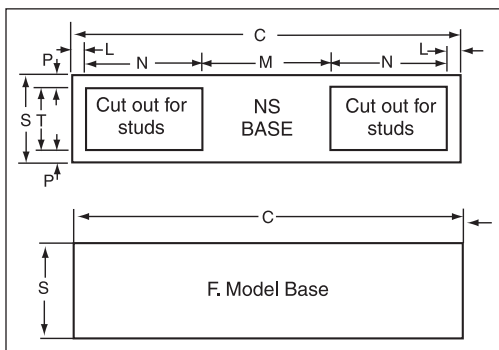 C
L L
P N M N
Cut out for studs
NS BASE
Cut out for studs
S T
P
C
S
F. Model Base